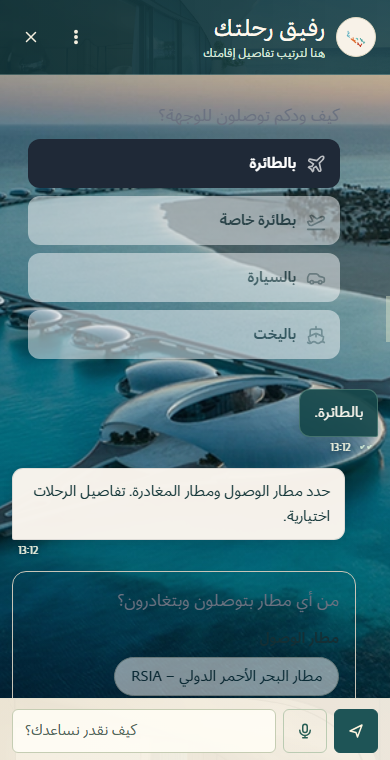 رفيق رحلتك
هنا لترتيب تفاصيل إقامتك
كيف ودكم توصلون للوجهة؟
بالطائرة
بطائرة خاصة
بالسيارة
باليخت
بالطائرة.
13:12
حدد مطار الوصول ومطار المغادرة. تفاصيل الرحلات
اختيارية.
13:12
من أي مطار بتوصلون وبتغادرون؟
مطار البحر الأحمر الدولي – RSIA
كيف نقدر نساعدك؟